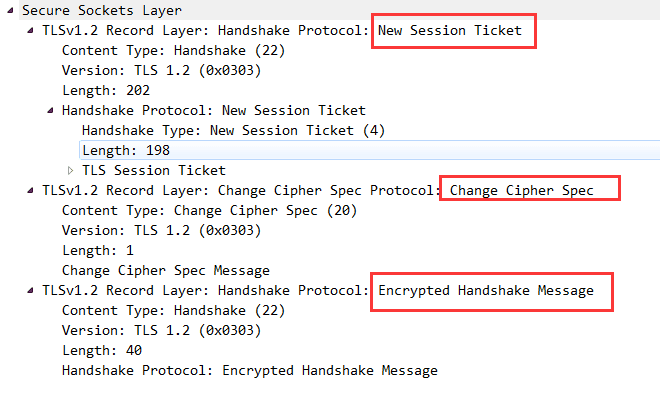 Secure Sockets Layer
TLSv1.2 Record Layer: Handshake Protocol: New Session Ticket
Content Type: Handshake (22)
Version: TLS 1.2 (0x0303)
Length: 202
Handshake Protocol: New Session Ticket
Handshake Type: New Session Ticket (4)
Length: 198
TLS Session Ticket
TLSv1.2 Record Layer: Change Cipher Spec Protocol: Change Cipher Spec
Content Type: Change Cipher Spec (20)
Version: TLS 1.2 (0x0303)
Length: 1
Change Cipher Spec Message
TLSv1.2 Record Layer: Handshake Protocol: Encrypted Handshake Message
Content Type: Handshake (22)
Version: TLS 1.2 (0x0303)
Length: 40
Handshake Protocol: Encrypted Handshake Message